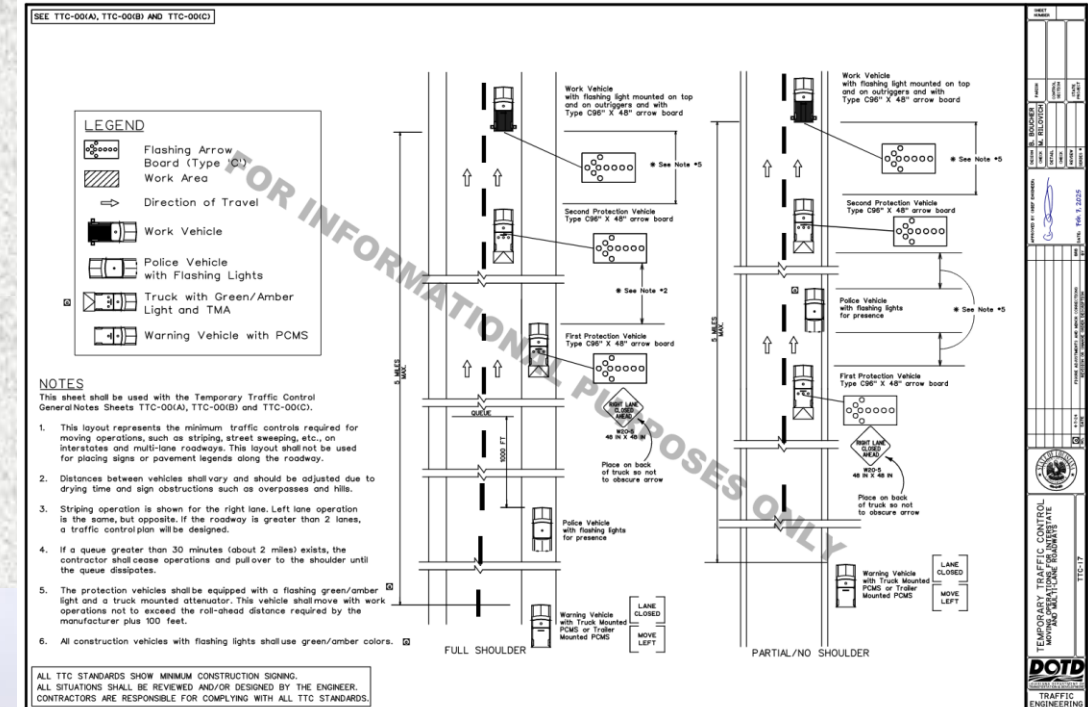 SEE TTC-00(A), TTC-00(B) AND TTC-00(C)
LEGEND
Flashing Arrow
Board (Type 'C')
Work Area
Direction of Travel
Work Vehicle
Police Vehicle
with Flashing Lights
Truck with Green/Amber
Light and TMA
Warning Vehicle with PCMS
NOTES
This sheet shall be used with the Temporary Traffic Control
General Notes Sheets TTC-00(A), TTC-00(B) and TTC-00(C).
1. This layout represents the minimum traffic controls required for
moving operations, such as striping, street sweeping, etc., on
interstates and multi-lane roadways. This layout shall not be used
for placing signs or pavement legends along the roadway.
2. Distances between vehicles shall vary and should be adjusted due to
drying time and sign obstructions such as overpasses and hills.
3. Striping operation is shown for the right lane. Left lane operation
is the same, but opposite. If the roadway is greater than 2 lanes,
a traffic control plan will be designed.
4. If a queue greater than 30 minutes (about 2 miles) exists, the
contractor shall cease operations and pull over to the shoulder until
the queue dissipates.
5. The protection vehicles shall be equipped with a flashing green/amber
light and a truck mounted attenuator. This vehicle shall move with work
operations not to exceed the roll-ahead distance required by the
manufacturer plus 100 feet.
6. All construction vehicles with flashing lights shall use green/amber colors.
ALL TTC STANDARDS SHOW MINIMUM CONSTRUCTION SIGNING.
ALL SITUATIONS SHALL BE REVIEWED AND/OR DESIGNED BY THE ENGINEER.
CONTRACTORS ARE RESPONSIBLE FOR COMPLYING WITH ALL TTC STANDARDS.
FOR INFORMATIONAL PURPOSES ONLY
5 MILES
MAX.
Work Vehicle
with flashing light mounted on top
and on outriggers and with
Type C96" X 48" arrow board
* See Note *5
Second Protection Vehicle
Type C96" X 48" arrow board
* See Note *2
First Protection Vehicle
Type C96" X 48" arrow board
QUEUE
1000 FT
RIGHT LANE
CLOSED
AHEAD
W20-5
48 IN X 48 IN
Place on back
of truck so not
to obscure arrow
Police Vehicle
with flashing lights
for presence
Warning Vehicle
with Truck Mounted
PCMS or Trailer
Mounted PCMS
LANE
CLOSED
MOVE
LEFT
FULL SHOULDER
5 MILES
MAX.
Work Vehicle
with flashing light mounted on top
and on outriggers and with
Type C96" X 48" arrow board
* See Note *5
Second Protection Vehicle
Type C96" X 48" arrow board
Police Vehicle
with flashing lights
for presence
* See Note *5
First Protection Vehicle
Type C96" X 48" arrow board
RIGHT LANE
CLOSED
AHEAD
W20-5
48 IN X 48 IN
Place on back
of truck so not
to obscure arrow
Warning Vehicle
with Truck Mounted
PCMS or Trailer
Mounted PCMS
LANE
CLOSED
MOVE
LEFT
PARTIAL/NO SHOULDER
SHEET
NUMBER
B. BOUCHER
M. RILOVICH
APPROVED BY CHIEF ENGINEER:
DATE: Feb 7, 2025
TEMPORARY TRAFFIC CONTROL
MOVING OPERATIONS FOR INTERSTATE
AND MULTI-LANE ROADWAYS
TTC-17
DOTD
TRAFFIC
ENGINEERING